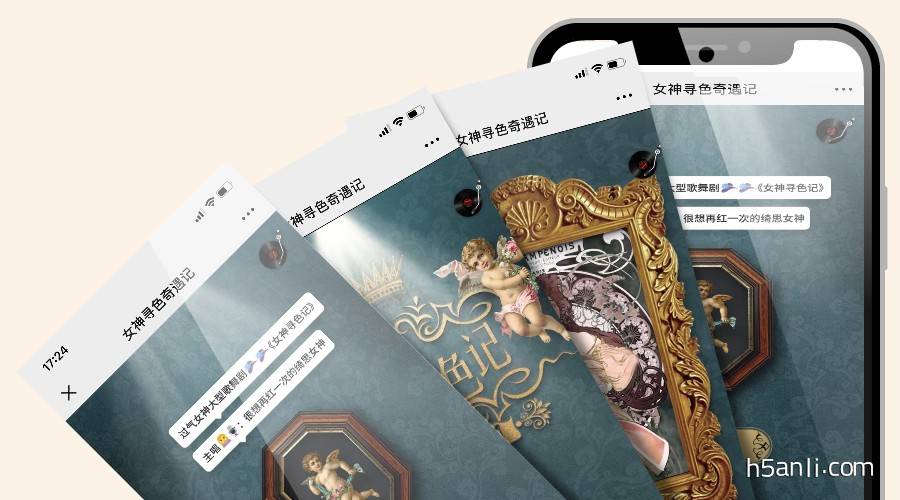 17:24
女神寻色奇遇记
过气女神大型歌舞剧 《女神寻色记》
主唱 ：很想再红一次的绮思女神
神寻色奇遇记
色记
女神寻色奇遇记
MPENOIS
女神寻色奇遇记
型歌舞剧 《女神寻色记》
很想再红一次的绮思女神
h5anli.com